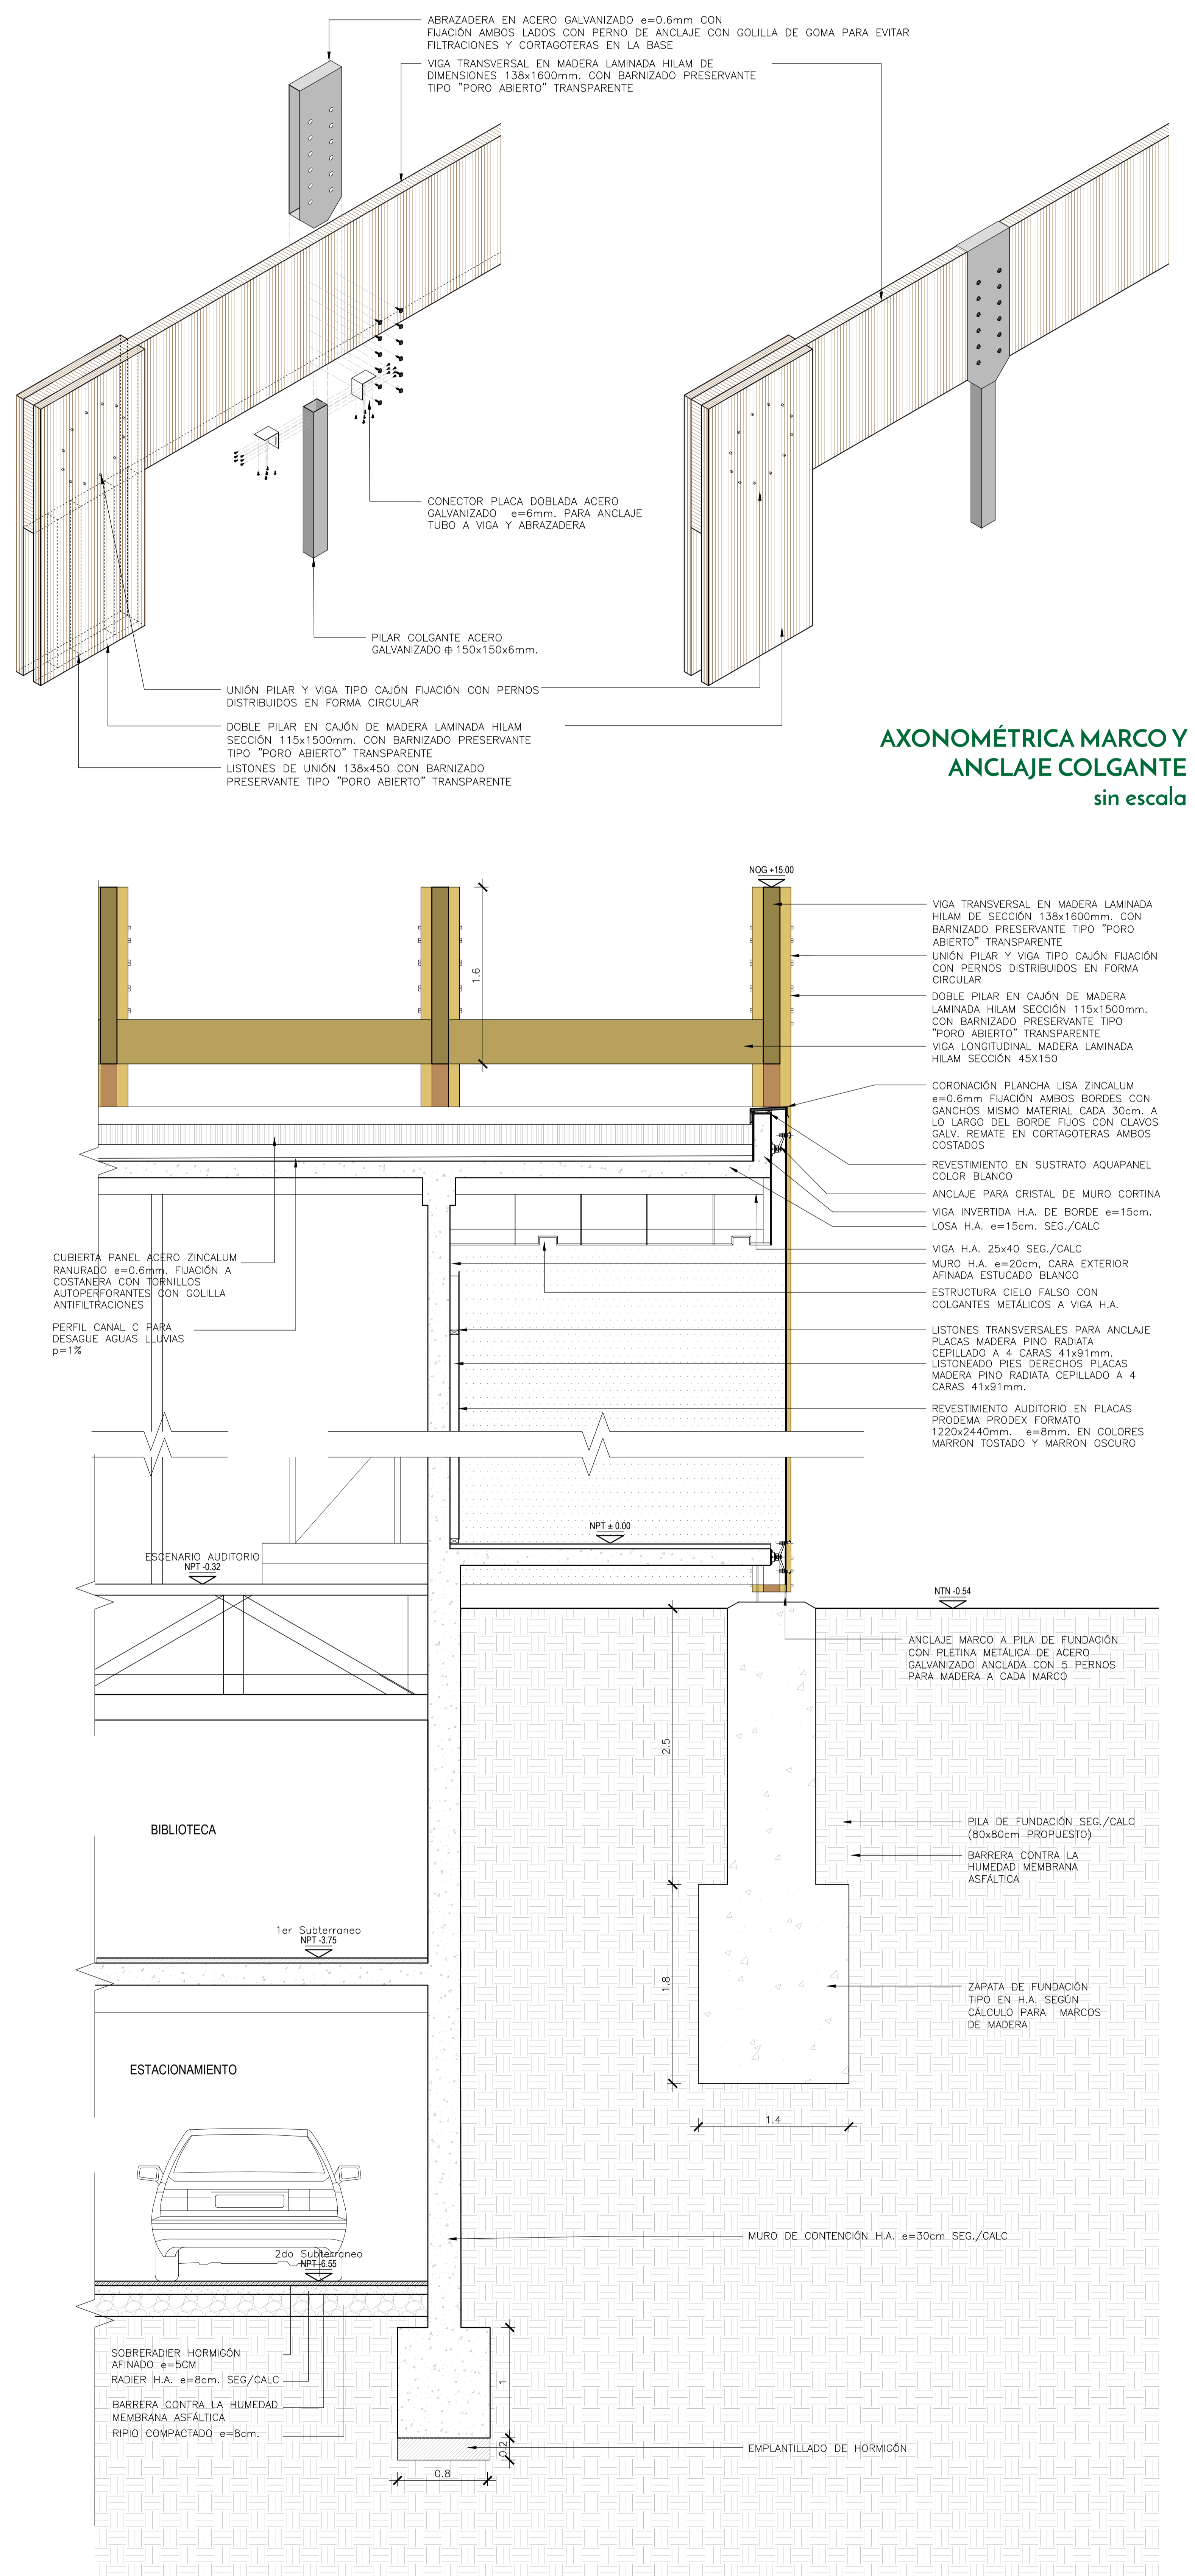 ABRAZADERA EN ACERO GALVANIZADO e=0.6mm CON
FIJACIÓN AMBOS LADOS CON PERNO DE ANCLAJE CON GOLILLA DE GOMA PARA EVITAR
FILTRACIONES Y CORTAGOTERAS EN LA BASE
VIGA TRANSVERSAL EN MADERA LAMINADA HILAM DE
DIMENSIONES 138x1600mm. CON BARNIZADO PRESERVANTE
TIPO "PORO ABIERTO" TRANSPARENTE
CONECTOR PLACA DOBLADA ACERO
GALVANIZADO e=6mm. PARA ANCLAJE
TUBO A VIGA Y ABRAZADERA
PILAR COLGANTE ACERO
GALVANIZADO 150x150x6mm.
UNIÓN PILAR Y VIGA TIPO CAJÓN FIJACIÓN CON PERNOS
DISTRIBUIDOS EN FORMA CIRCULAR
DOBLE PILAR EN CAJÓN DE MADERA LAMINADA HILAM
SECCIÓN 115x1500mm. CON BARNIZADO PRESERVANTE
TIPO "PORO ABIERTO" TRANSPARENTE
LISTONES DE UNIÓN 138x450 CON BARNIZADO
PRESERVANTE TIPO "PORO ABIERTO" TRANSPARENTE
AXONOMÉTRICA MARCO Y
ANCLAJE COLGANTE
sin escala
NOG +15.00
1.6
VIGA TRANSVERSAL EN MADERA LAMINADA
HILAM DE SECCIÓN 138x1600mm. CON
BARNIZADO PRESERVANTE TIPO "PORO
ABIERTO" TRANSPARENTE
UNIÓN PILAR Y VIGA TIPO CAJÓN FIJACIÓN
CON PERNOS DISTRIBUIDOS EN FORMA
CIRCULAR
DOBLE PILAR EN CAJÓN DE MADERA
LAMINADA HILAM SECCIÓN 115x1500mm.
CON BARNIZADO PRESERVANTE TIPO
"PORO ABIERTO" TRANSPARENTE
VIGA LONGITUDINAL MADERA LAMINADA
HILAM SECCIÓN 45X150
CORONACIÓN PLANCHA LISA ZINCALUM
e=0.6mm FIJACIÓN AMBOS BORDES CON
GANCHOS MISMO MATERIAL CADA 30cm. A
LO LARGO DEL BORDE FIJOS CON CLAVOS
GALV. REMATE EN CORTAGOTERAS AMBOS
COSTADOS
REVESTIMIENTO EN SUSTRATO AQUAPANEL
COLOR BLANCO
ANCLAJE PARA CRISTAL DE MURO CORTINA
VIGA INVERTIDA H.A. DE BORDE e=15cm.
LOSA H.A. e=15cm. SEG./CALC
VIGA H.A. 25x40 SEG./CALC
MURO H.A. e=20cm, CARA EXTERIOR
AFINADA ESTUCADO BLANCO
ESTRUCTURA CIELO FALSO CON
COLGANTES METÁLICOS A VIGA H.A.
LISTONES TRANSVERSALES PARA ANCLAJE
PLACAS MADERA PINO RADIATA
CEPILLADO A 4 CARAS 41x91mm.
LISTONEADO PIES DERECHOS PLACAS
MADERA PINO RADIATA CEPILLADO A 4
CARAS 41x91mm.
REVESTIMIENTO AUDITORIO EN PLACAS
PRODEMA PRODEX FORMATO
1220x2440mm. e=8mm. EN COLORES
MARRON TOSTADO Y MARRON OSCURO
CUBIERTA PANEL ACERO ZINCALUM
RANURADO e=0.6mm. FIJACIÓN A
COSTANERA CON TORNILLOS
AUTOPERFORANTES CON GOLILLA
ANTIFILTRACIONES
PERFIL CANAL C PARA
DESAGUE AGUAS LLUVIAS
p=1%
NPT ± 0.00
ESCENARIO AUDITORIO
NPT -0.32
NTN -0.54
ANCLAJE MARCO A PILA DE FUNDACIÓN
CON PLETINA METÁLICA DE ACERO
GALVANIZADO ANCLADA CON 5 PERNOS
PARA MADERA A CADA MARCO
2.5
BIBLIOTECA
PILA DE FUNDACIÓN SEG./CALC
(80x80cm PROPUESTO)
BARRERA CONTRA LA
HUMEDAD MEMBRANA
ASFÁLTICA
1er Subterraneo
NPT -3.75
1.8
ZAPATA DE FUNDACIÓN
TIPO EN H.A. SEGÚN
CÁLCULO PARA MARCOS
DE MADERA
ESTACIONAMIENTO
1.4
MURO DE CONTENCIÓN H.A. e=30cm SEG./CALC
2do Subterraneo
NPT -6.55
SOBRERADIER HORMIGÓN
AFINADO e=5CM
RADIER H.A. e=8cm. SEG/CALC
BARRERA CONTRA LA HUMEDAD
MEMBRANA ASFÁLTICA
RIPIO COMPACTADO e=8cm.
1
0.2
EMPLANTILLADO DE HORMIGÓN
0.8